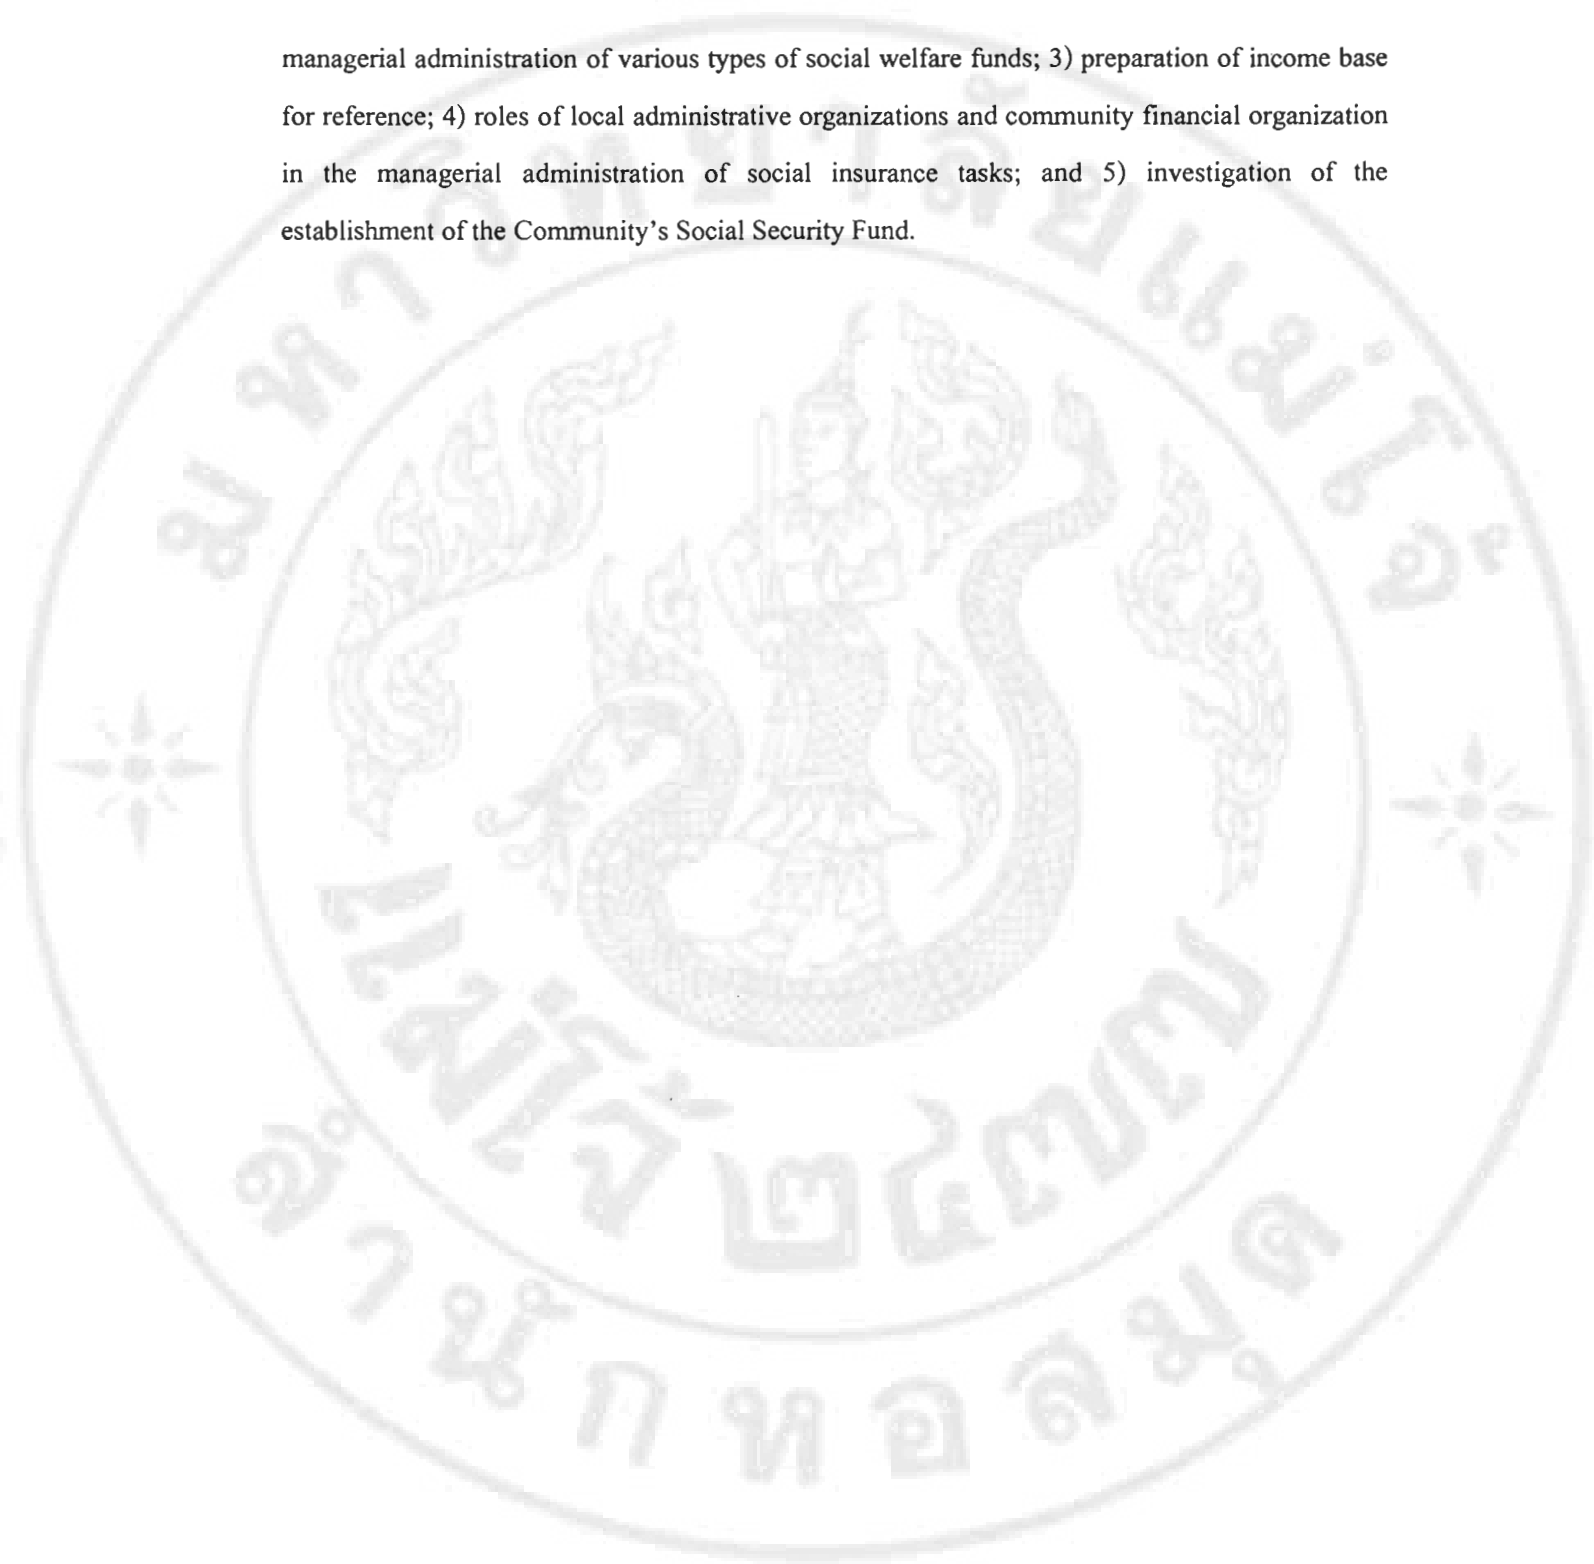 managerial administration of various types of social welfare funds; 3) preparation of income base
for reference; 4) roles of local administrative organizations and community financial organization
in the managerial administration of social insurance tasks; and 5) investigation of the
establishment of the Community’s Social Security Fund.
มหาวิทยาลัยแม่โจ้
แม่โจ้ ๒๔๗๗
สำนักหอสมุด